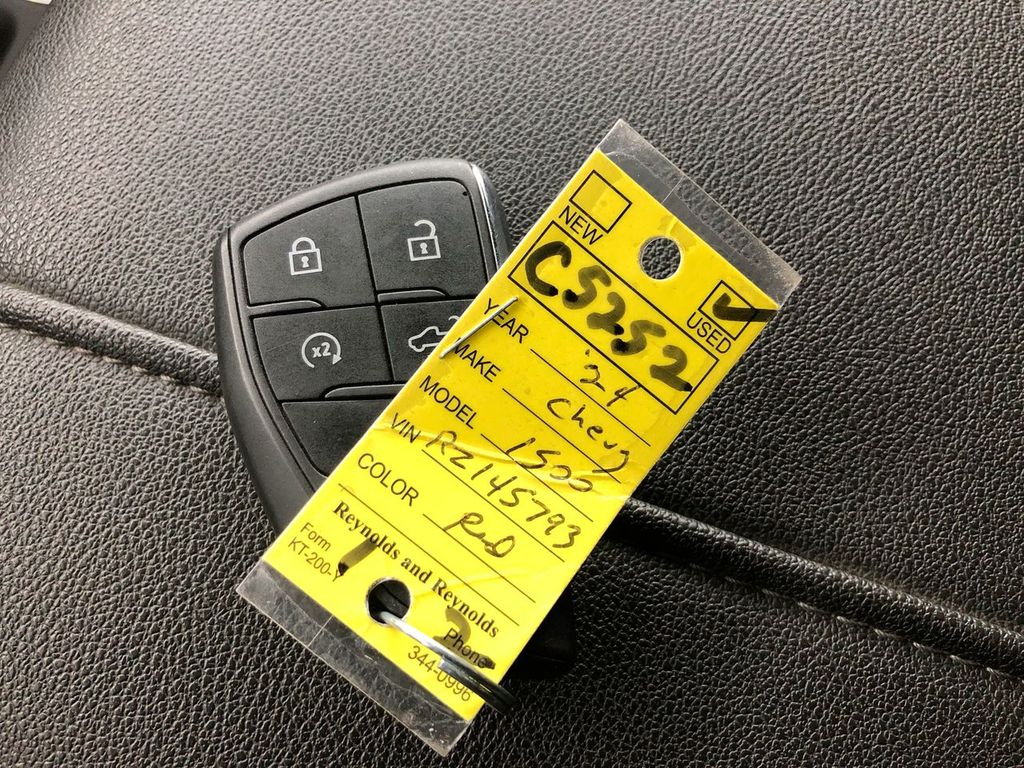 NEW
USED
C5252
YEAR '24
MAKE Chevy
MODEL 1500
VIN RZ145793
COLOR Red
Reynolds and Reynolds
Form
KT-200-Y
Phone
344-0996
x2